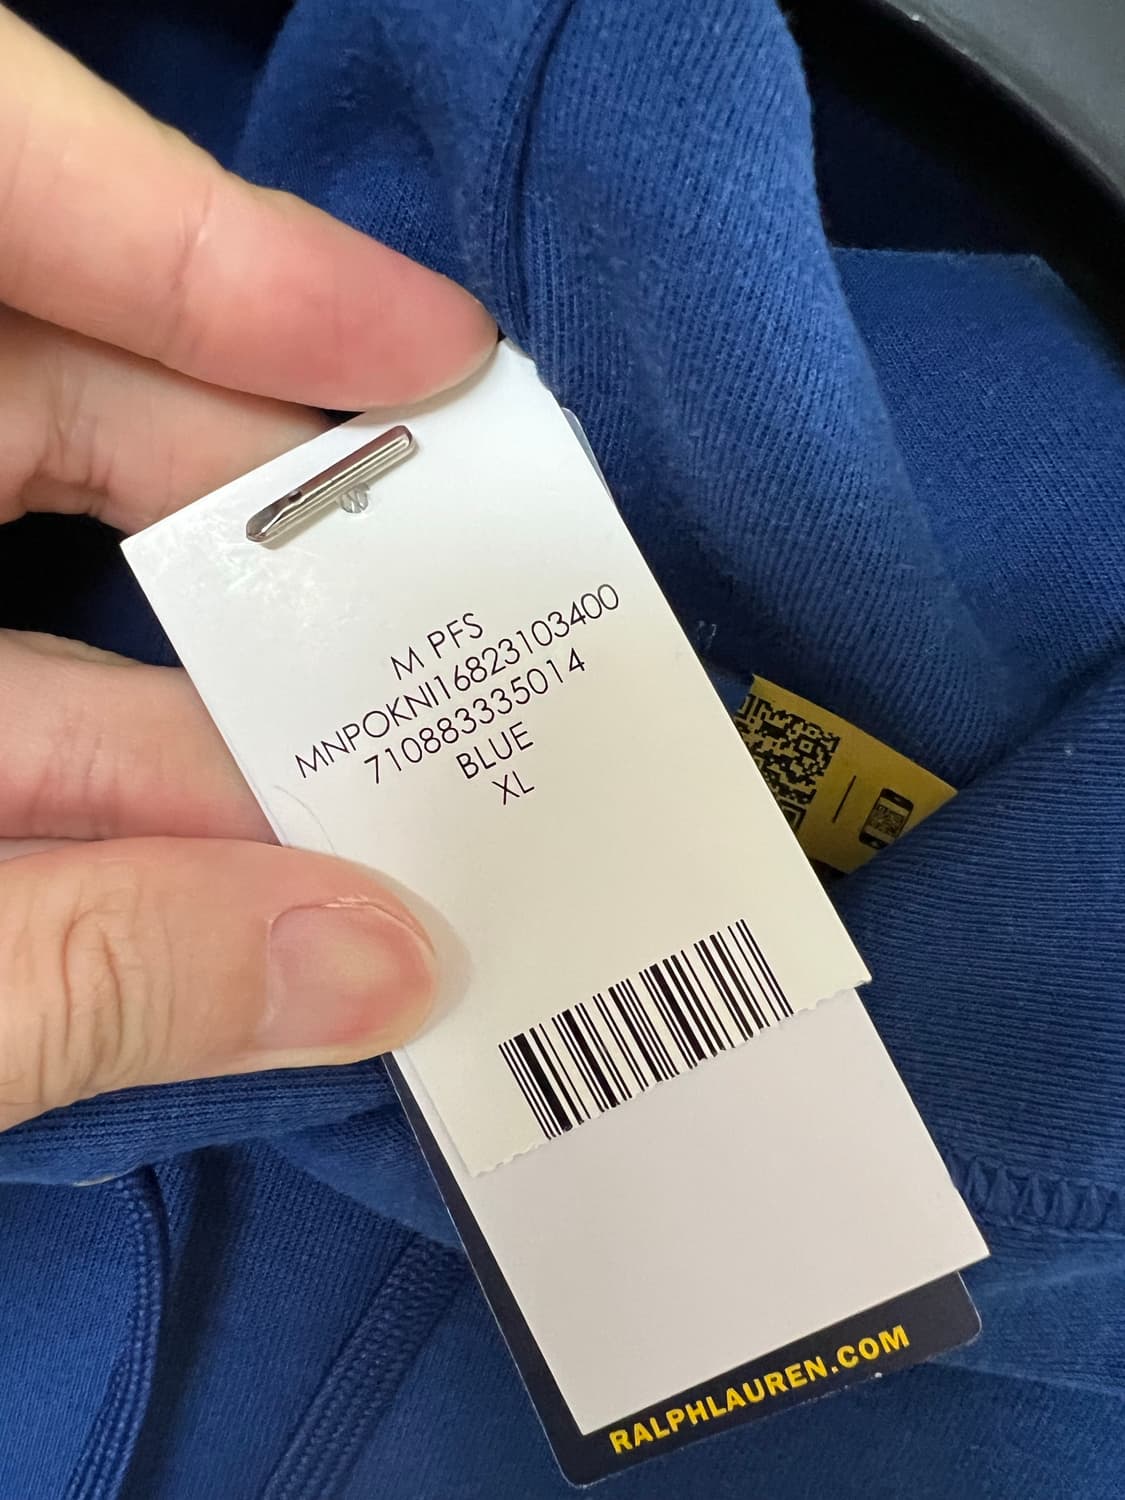 M PFS
MNPOKNI16823103400
710883335014
BLUE
XL
RALPHLAUREN.COM